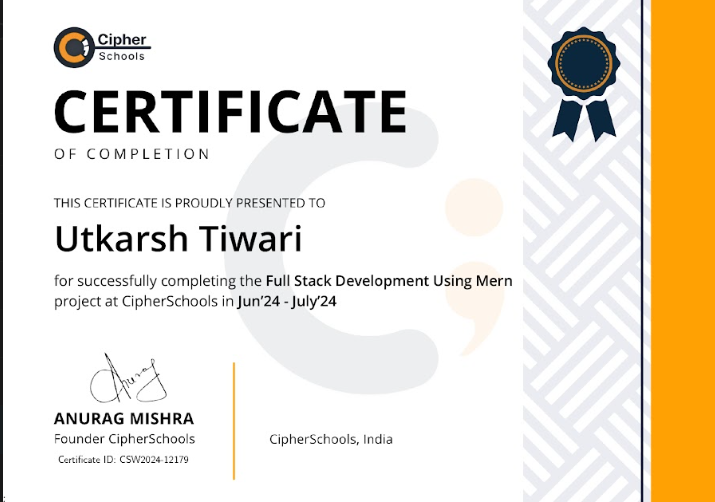 Cipher
Schools
CERTIFICATE
OF COMPLETION
THIS CERTIFICATE IS PROUDLY PRESENTED TO
Utkarsh Tiwari
for successfully completing the Full Stack Development Using Mern
project at CipherSchools in Jun’24 - July’24
Anurag
ANURAG MISHRA
Founder CipherSchools
CipherSchools, India
Certificate ID: CSW2024-12179